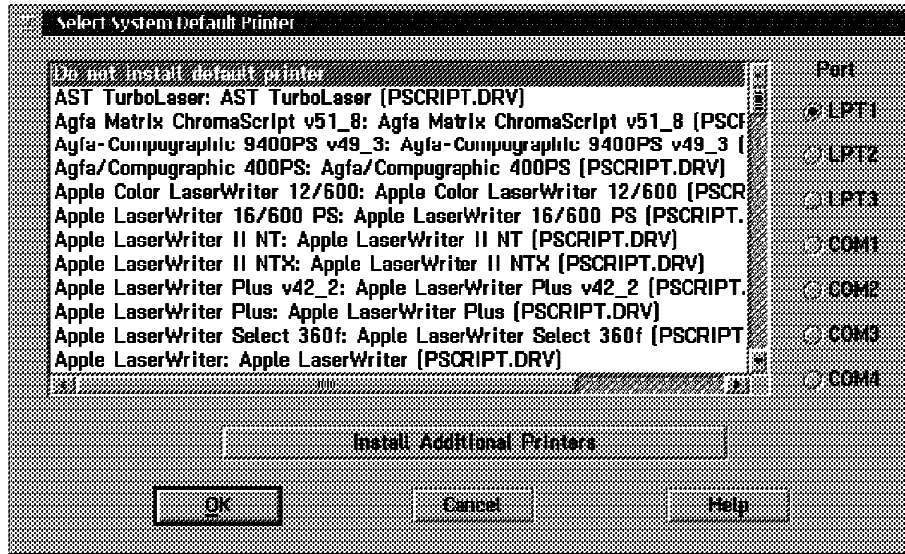 Select System Default Printer
Do not install default printer
Port
AST TurboLaser: AST TurboLaser (PSCRIPT.DRV)
LPT1
Agfa Matrix ChromaScript v51_8: Agfa Matrix ChromaScript v51_8 (PSCF
Agfa-Compugraphic 9400PS v49_3: Agfa-Compugraphic 9400PS v49_3 (
LPT2
Agfa/Compugraphic 400PS: Agfa/Compugraphic 400PS (PSCRIPT.DRV)
Apple Color LaserWriter 12/600: Apple Color LaserWriter 12/600 (PSCR
LPT3
Apple LaserWriter 16/600 PS: Apple LaserWriter 16/600 PS (PSCRIPT.
Apple LaserWriter II NT: Apple LaserWriter II NT (PSCRIPT.DRV)
COM1
Apple LaserWriter II NTX: Apple LaserWriter II NTX (PSCRIPT.DRV)
Apple LaserWriter Plus v42_2: Apple LaserWriter Plus v42_2 (PSCRIPT.
COM2
Apple LaserWriter Plus: Apple LaserWriter Plus (PSCRIPT.DRV)
Apple LaserWriter Select 360f: Apple LaserWriter Select 360f (PSCRIPT
COM3
Apple LaserWriter: Apple LaserWriter (PSCRIPT.DRV)
COM4
Install Additional Printers
OK
Cancel
Help